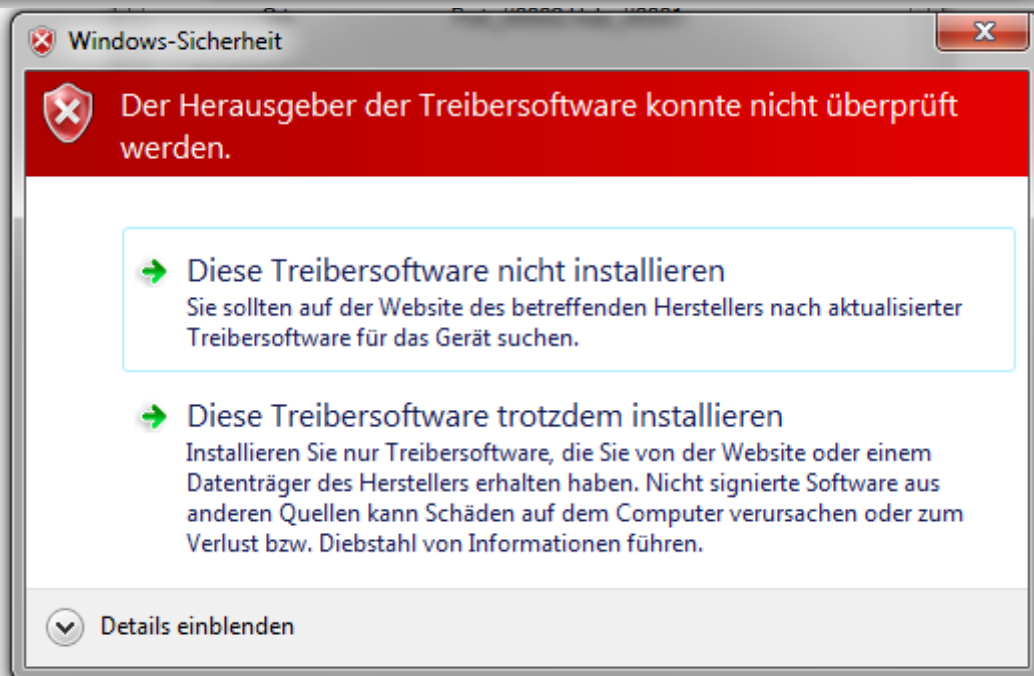 Windows-Sicherheit
Der Herausgeber der Treibersoftware konnte nicht überprüft
werden.
Diese Treibersoftware nicht installieren
Sie sollten auf der Website des betreffenden Herstellers nach aktualisierter
Treibersoftware für das Gerät suchen.
Diese Treibersoftware trotzdem installieren
Installieren Sie nur Treibersoftware, die Sie von der Website oder einem
Datenträger des Herstellers erhalten haben. Nicht signierte Software aus
anderen Quellen kann Schäden auf dem Computer verursachen oder zum
Verlust bzw. Diebstahl von Informationen führen.
Details einblenden